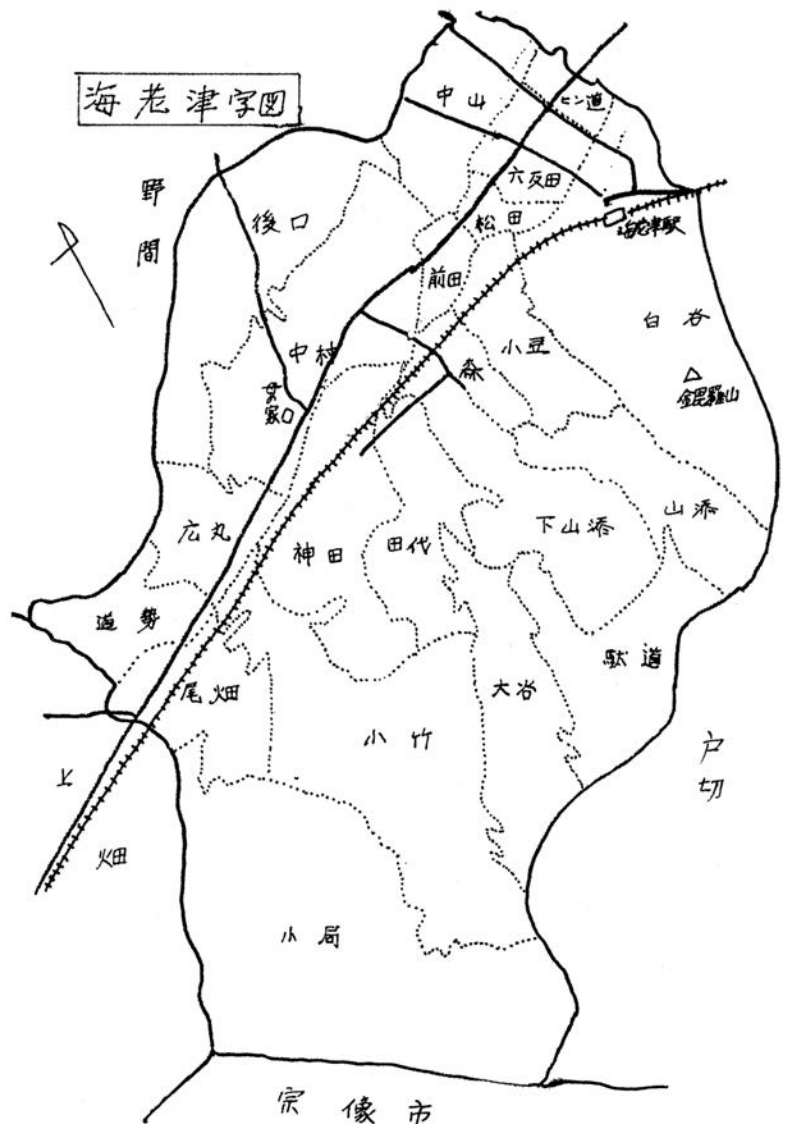 海老津字図
中山
ヒン道
六反田
野間
後口
松田
海老津駅
前田
白谷
中村
小豆
森
金毘羅山
広丸
神田
田代
下山添
山添
道勢
尾畑
大谷
駄道
小竹
戸切
上畑
小局
宗像市